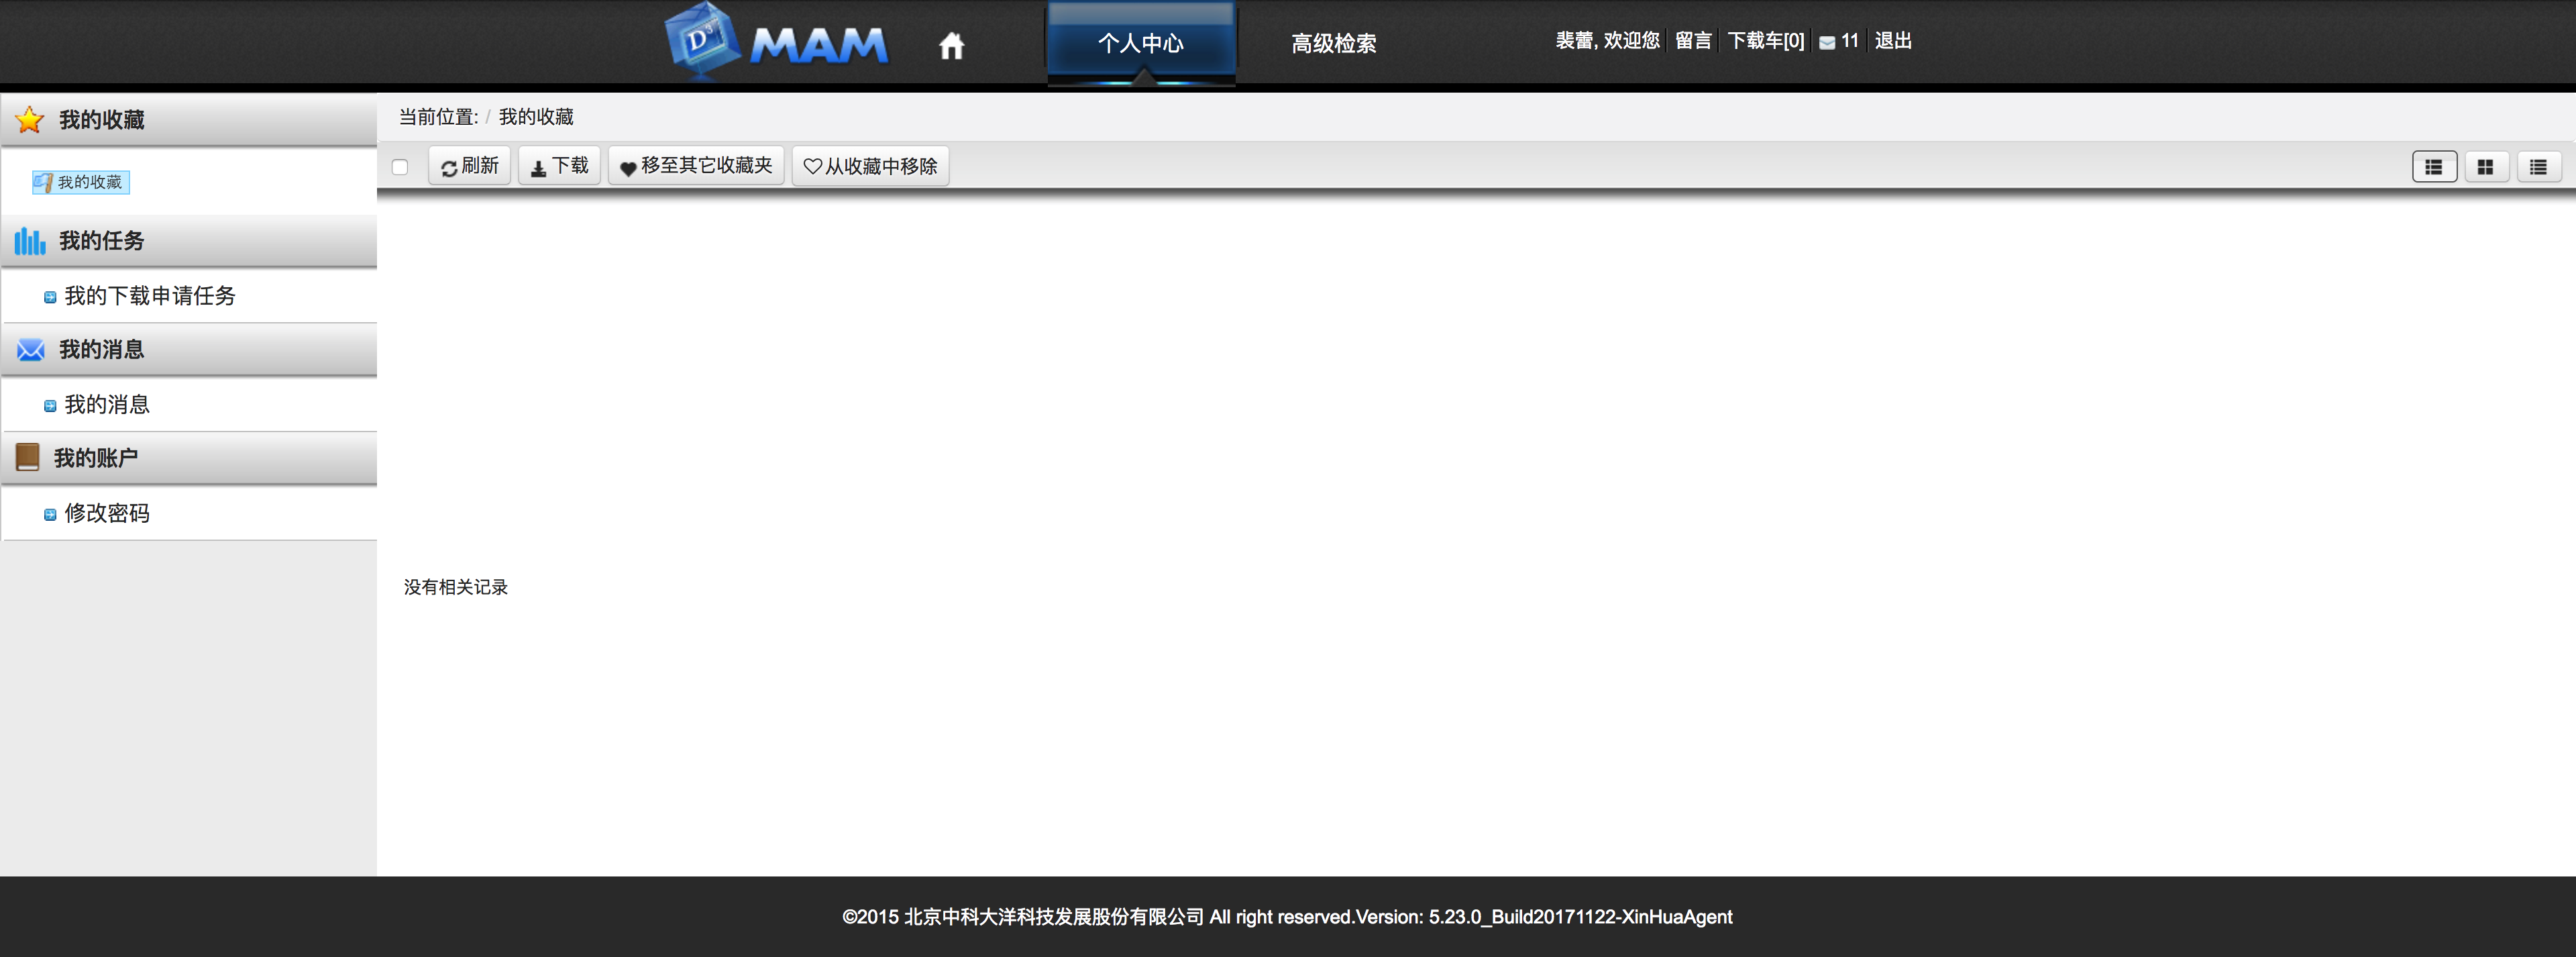 D³ MAM
个人中心
高级检索
裴蕾, 欢迎您 留言 下载车[0] 11 退出
我的收藏
我的收藏
我的任务
我的下载申请任务
我的消息
我的消息
我的账户
修改密码
当前位置: / 我的收藏
刷新 下载 移至其它收藏夹 从收藏中移除
没有相关记录
©2015 北京中科大洋科技发展股份有限公司 All right reserved.Version: 5.23.0_Build20171122-XinHuaAgent